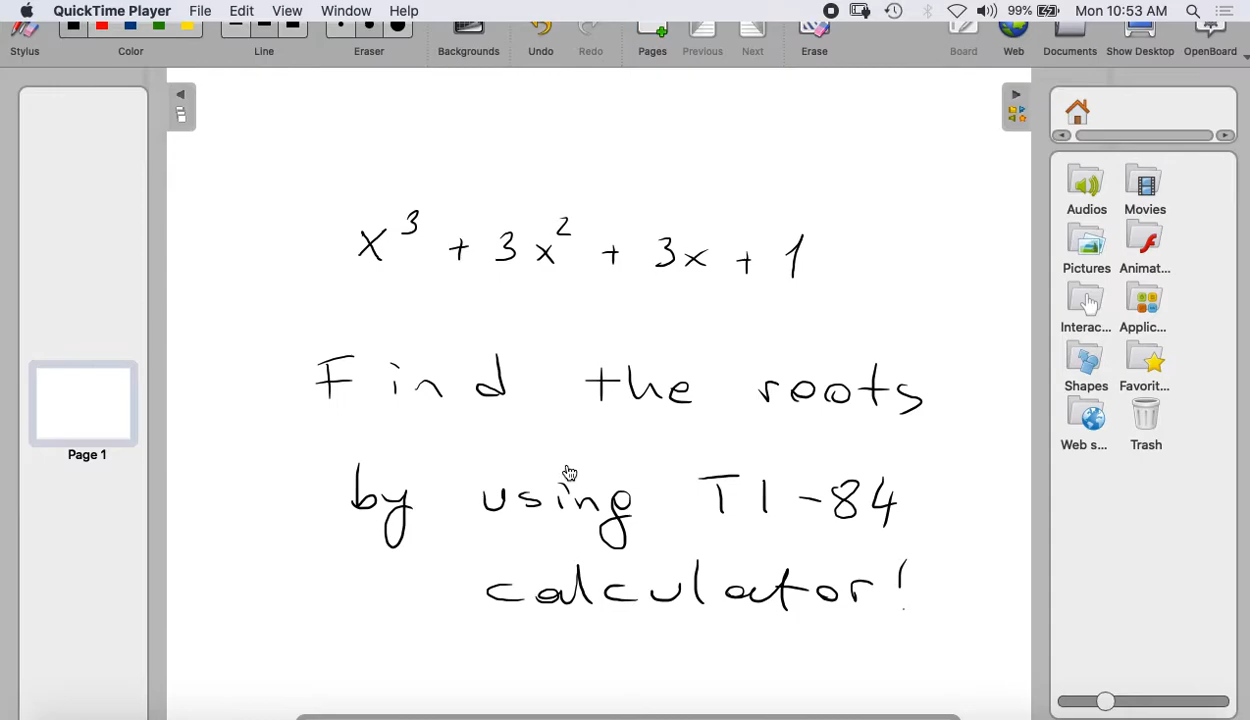 QuickTime Player File Edit View Window Help 99% Mon 10:53 AM
Stylus Color Line Eraser Backgrounds Undo Redo Pages Previous Next Erase Board Web Documents Show Desktop OpenBoard
x³ + 3x² + 3x + 1
Find the roots
by using TI-84
calculator!
Page 1
Audios Movies
Pictures Animat...
Interac... Applic...
Shapes Favorit...
Web s... Trash